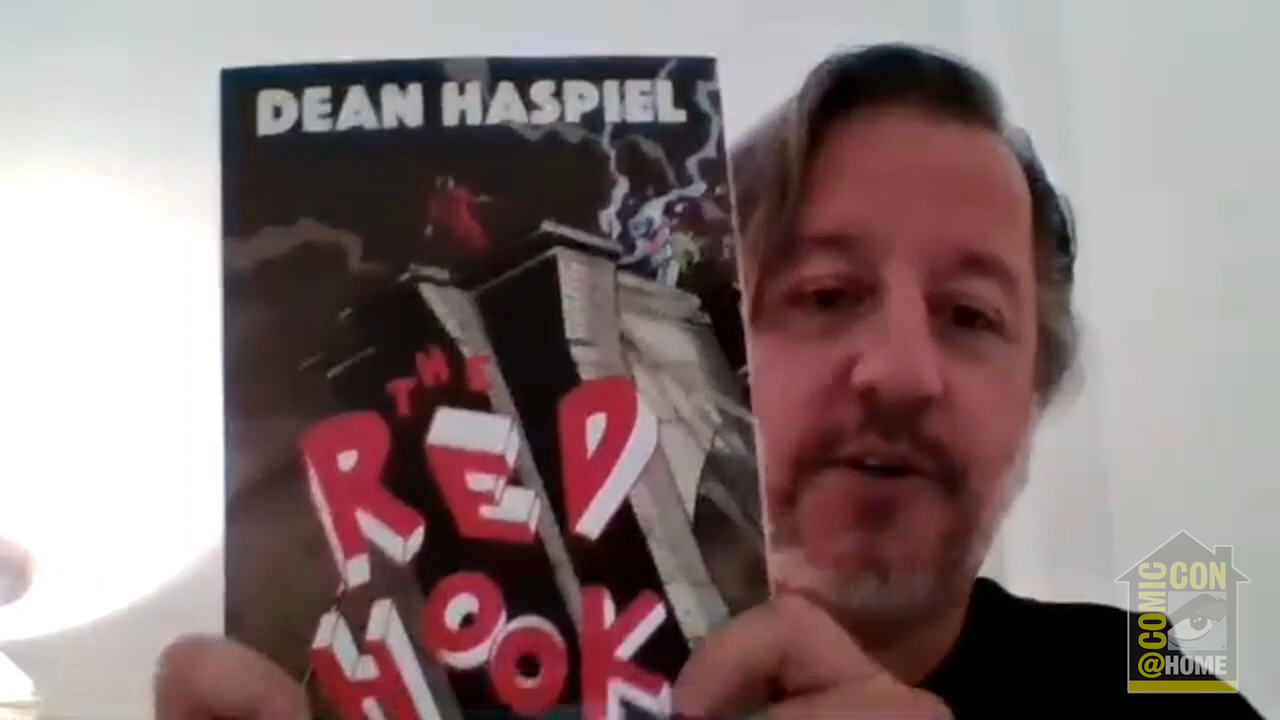 DEAN HASPIEL
THE
RED
HOOK
COMIC CON
@HOME